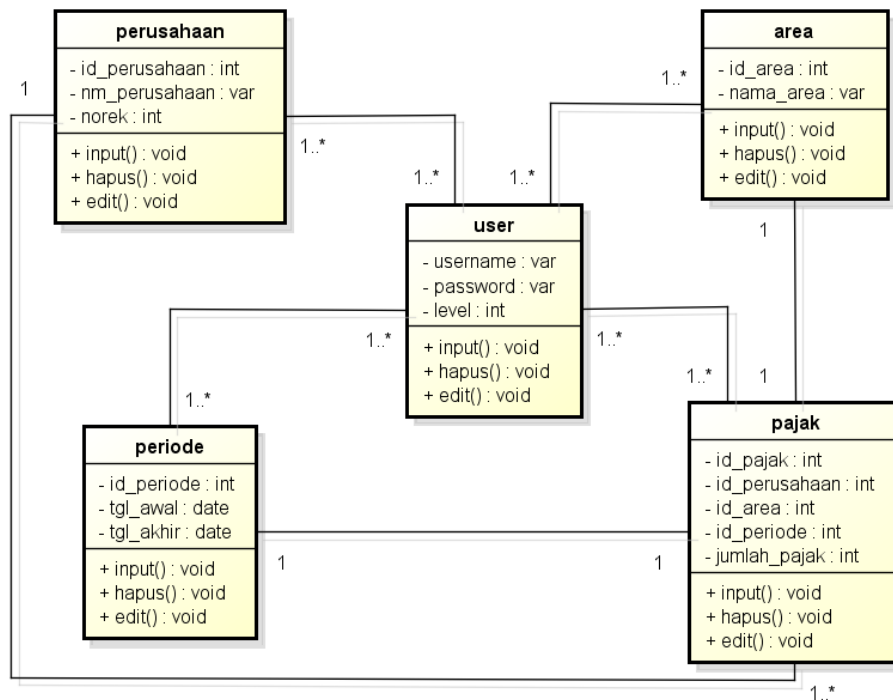 perusahaan
- id_perusahaan : int
- nm_perusahaan : var
- norek : int
+ input() : void
+ hapus() : void
+ edit() : void
area
- id_area : int
- nama_area : var
+ input() : void
+ hapus() : void
+ edit() : void
1
1..*
1..*
1..*
1..*
user
- username : var
- password : var
- level : int
+ input() : void
+ hapus() : void
+ edit() : void
1
1..*
1..*
1..*
1..*
1
periode
- id_periode : int
- tgl_awal : date
- tgl_akhir : date
+ input() : void
+ hapus() : void
+ edit() : void
pajak
- id_pajak : int
- id_perusahaan : int
- id_area : int
- id_periode : int
- jumlah_pajak : int
+ input() : void
+ hapus() : void
+ edit() : void
1
1
1..*